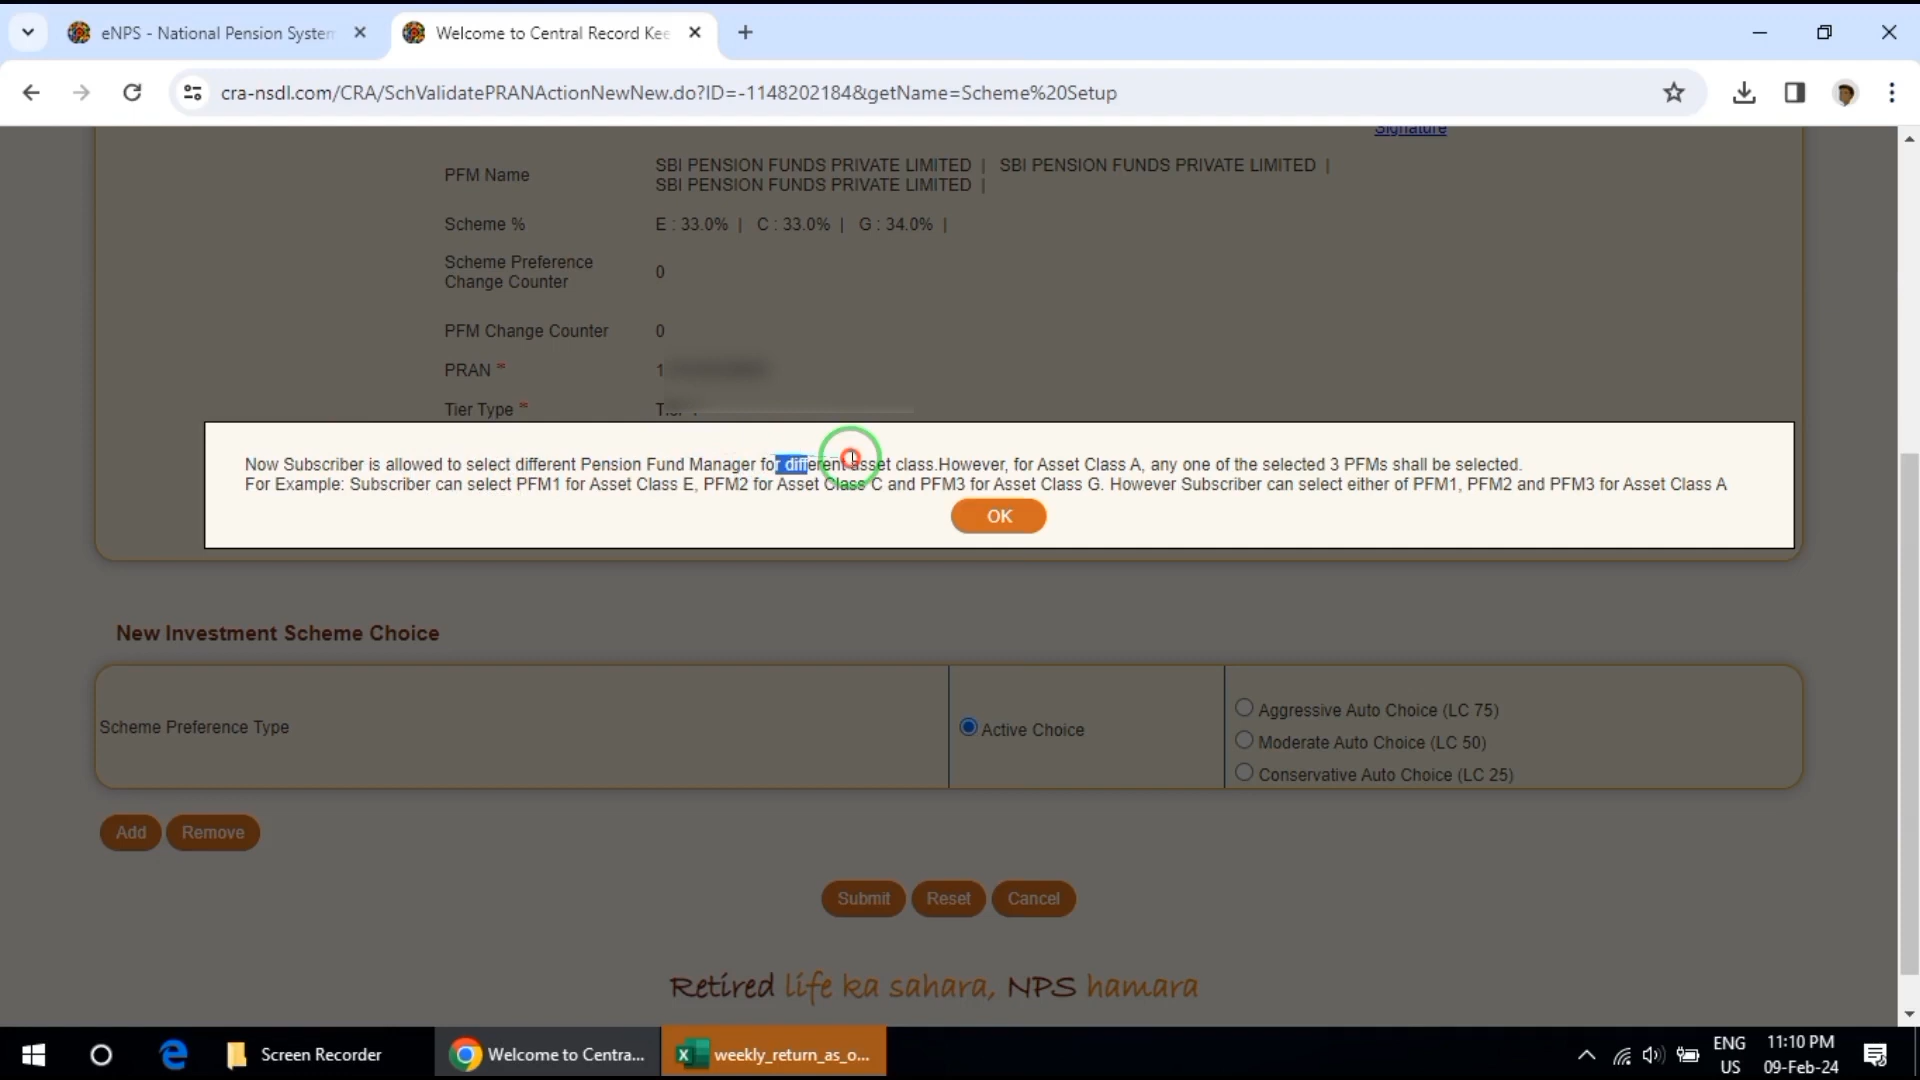 eNPS - National Pension System
Welcome to Central Record Kee
cra-nsdl.com/CRA/SchValidatePRANActionNewNew.do?ID=-1148202184&getName=Scheme%20Setup
Signature
PFM Name
SBI PENSION FUNDS PRIVATE LIMITED | SBI PENSION FUNDS PRIVATE LIMITED |
SBI PENSION FUNDS PRIVATE LIMITED |
Scheme % E : 33.0% | C : 33.0% | G : 34.0% |
Scheme Preference
Change Counter 0
PFM Change Counter 0
PRAN * 1
Tier Type *
Now Subscriber is allowed to select different Pension Fund Manager for different asset class.However, for Asset Class A, any one of the selected 3 PFMs shall be selected.
For Example: Subscriber can select PFM1 for Asset Class E, PFM2 for Asset Class C and PFM3 for Asset Class G. However Subscriber can select either of PFM1, PFM2 and PFM3 for Asset Class A
OK
New Investment Scheme Choice
Scheme Preference Type
Active Choice
Aggressive Auto Choice (LC 75)
Moderate Auto Choice (LC 50)
Conservative Auto Choice (LC 25)
Add Remove
Submit Reset Cancel
Retired life ka sahara, NPS hamara
Screen Recorder
Welcome to Centra...
weekly_return_as_o...
ENG
US
11:10 PM
09-Feb-24